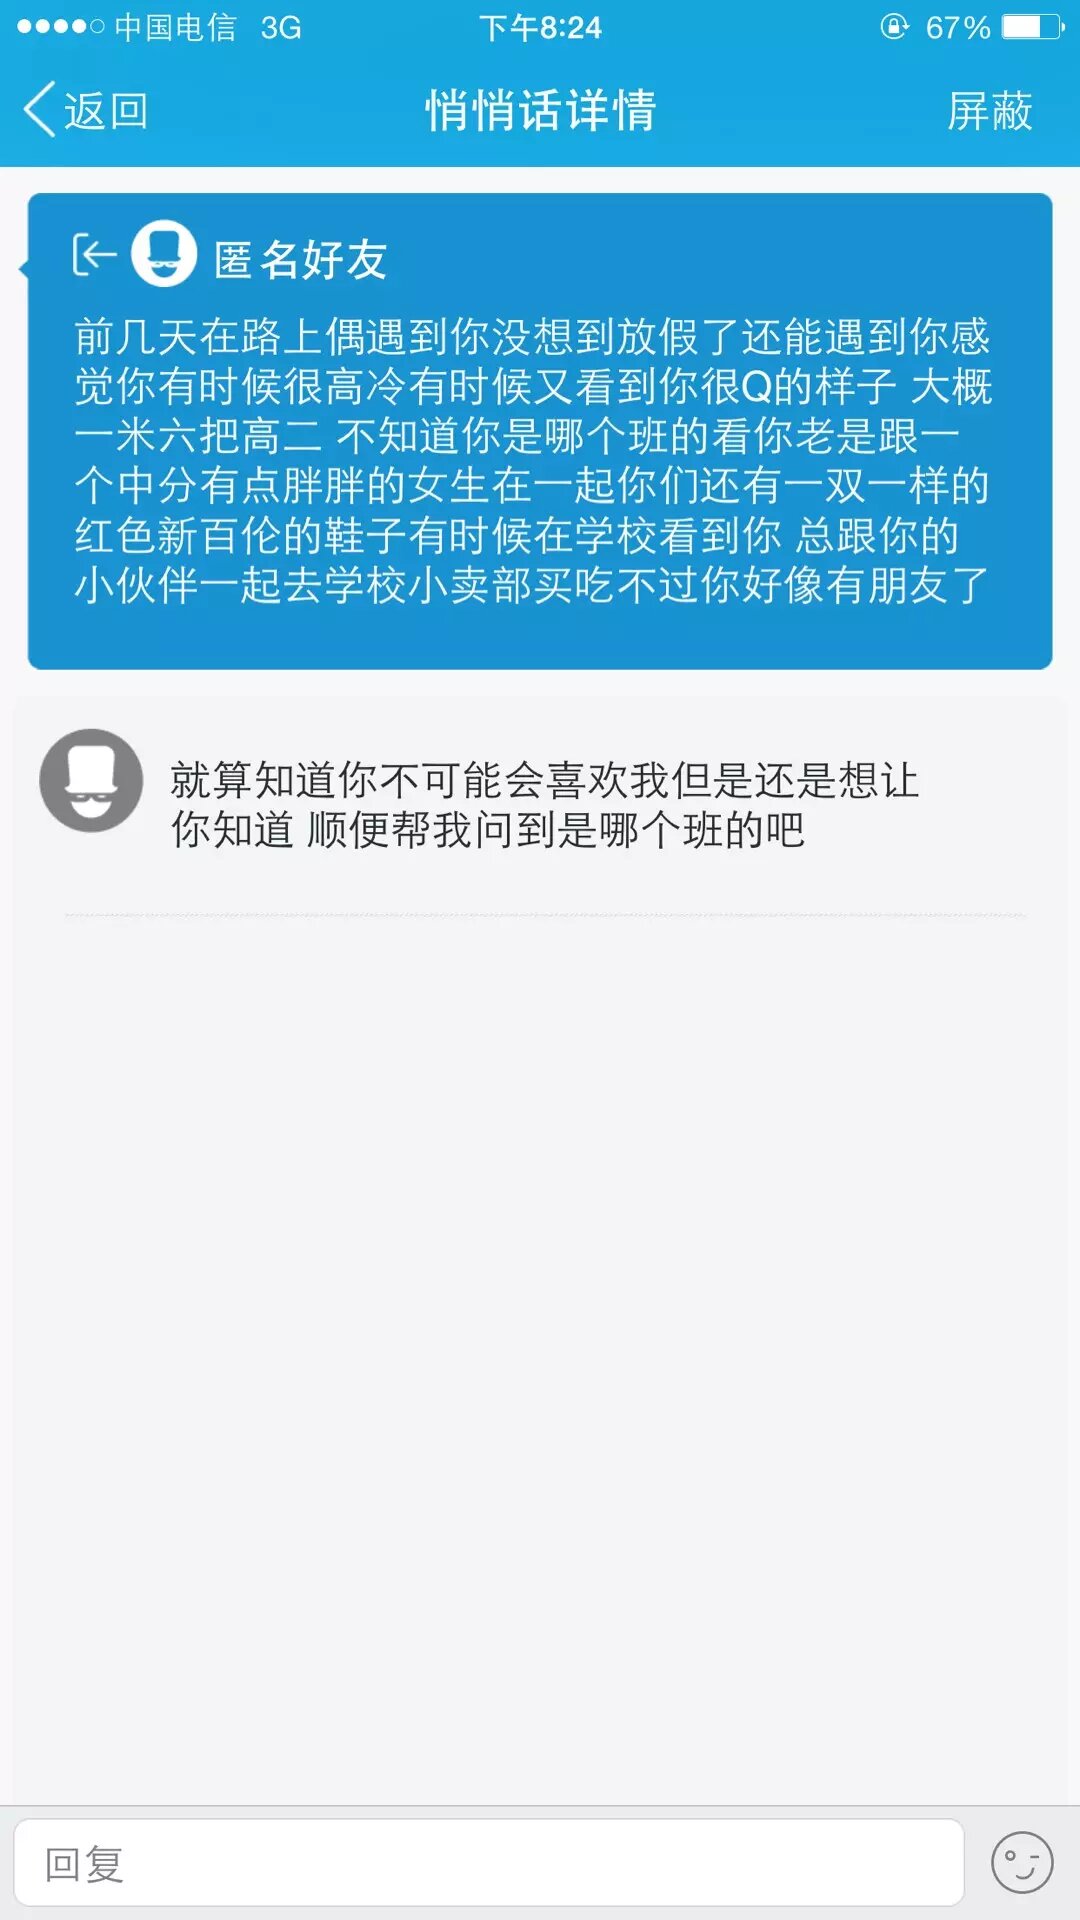 中国电信 3G 下午8:24 67%
返回 悄悄话详情 屏蔽
匿名好友
前几天在路上偶遇到你没想到放假了还能遇到你感
觉你有时候很高冷有时候又看到你很Q的样子 大概
一米六把高二 不知道你是哪个班的看你老是跟一
个中分有点胖胖的女生在一起你们还有一双一样的
红色新百伦的鞋子有时候在学校看到你 总跟你的
小伙伴一起去学校小卖部买吃不过你好像有朋友了
就算知道你不可能会喜欢我但是还是想让
你知道 顺便帮我问到是哪个班的吧
回复